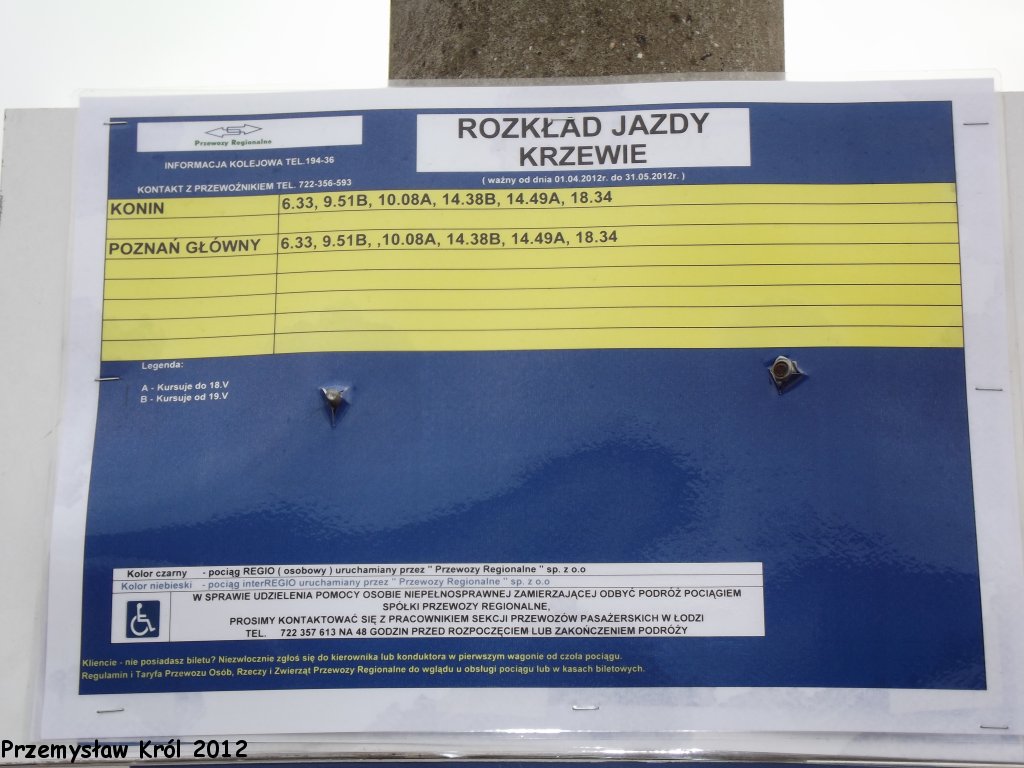 Przewozy Regionalne
INFORMACJA KOLEJOWA TEL.194-36
KONTAKT Z PRZEWOŹNIKIEM TEL. 722-356-593
ROZKŁAD JAZDY
KRZEWIE
( ważny od dnia 01.04.2012r. do 31.05.2012r. )
KONIN 6.33, 9.51B, 10.08A, 14.38B, 14.49A, 18.34
POZNAŃ GŁÓWNY 6.33, 9.51B, ,10.08A, 14.38B, 14.49A, 18.34
Legenda:
A - Kursuje do 18.V
B - Kursuje od 19.V
Kolor czarny - pociąg REGIO ( osobowy ) uruchamiany przez " Przewozy Regionalne " sp. z o.o
Kolor niebieski - pociąg interREGIO uruchamiany przez " Przewozy Regionalne " sp. z o.o
W SPRAWIE UDZIELENIA POMOCY OSOBIE NIEPEŁNOSPRAWNEJ ZAMIERZAJĄCEJ ODBYĆ PODRÓŻ POCIĄGIEM
SPÓŁKI PRZEWOZY REGIONALNE,
PROSIMY KONTAKTOWAĆ SIĘ Z PRACOWNIKIEM SEKCJI PRZEWOZÓW PASAŻERSKICH W ŁODZI
TEL. 722 357 613 NA 48 GODZIN PRZED ROZPOCZĘCIEM LUB ZAKOŃCZENIEM PODRÓŻY
Kliencie - nie posiadasz biletu? Niezwłocznie zgłoś się do kierownika lub konduktora w pierwszym wagonie od czoła pociągu.
Regulamin i Taryfa Przewozu Osób, Rzeczy i Zwierząt Przewozy Regionalne do wglądu u obsługi pociągu lub w kasach biletowych.
Przemysław Król 2012